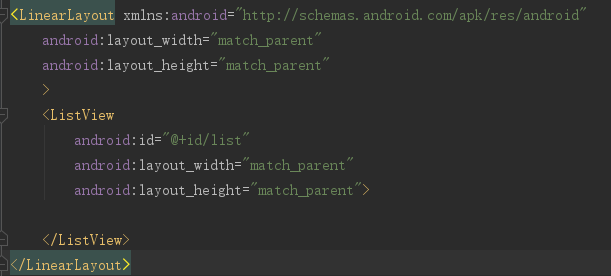 <LinearLayout xmlns:android="http://schemas.android.com/apk/res/android"
    android:layout_width="match_parent"
    android:layout_height="match_parent"
    >
    <ListView
        android:id="@+id/list"
        android:layout_width="match_parent"
        android:layout_height="match_parent">
    </ListView>
</LinearLayout>